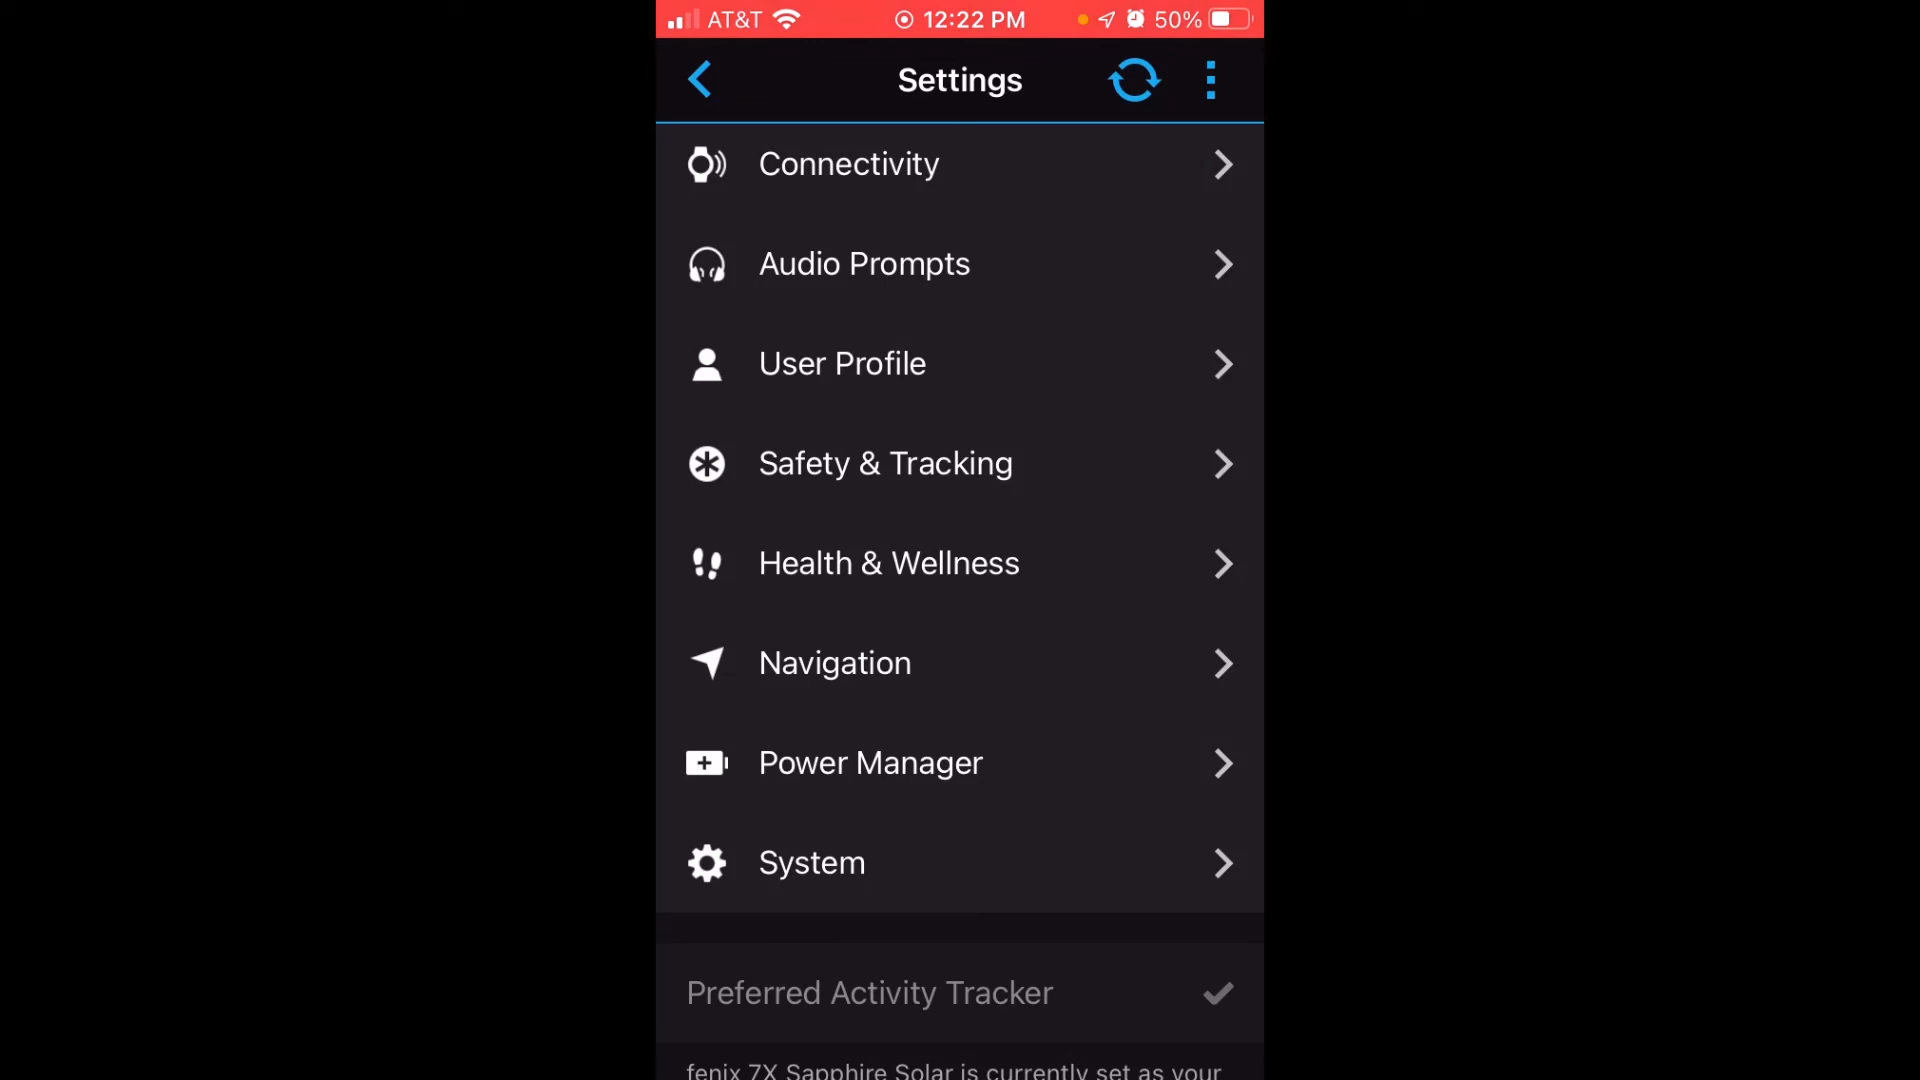 AT&T 12:22 PM 50%
Settings
Connectivity
Audio Prompts
User Profile
Safety & Tracking
Health & Wellness
Navigation
Power Manager
System
Preferred Activity Tracker
fenix 7X Sapphire Solar is currently set as your